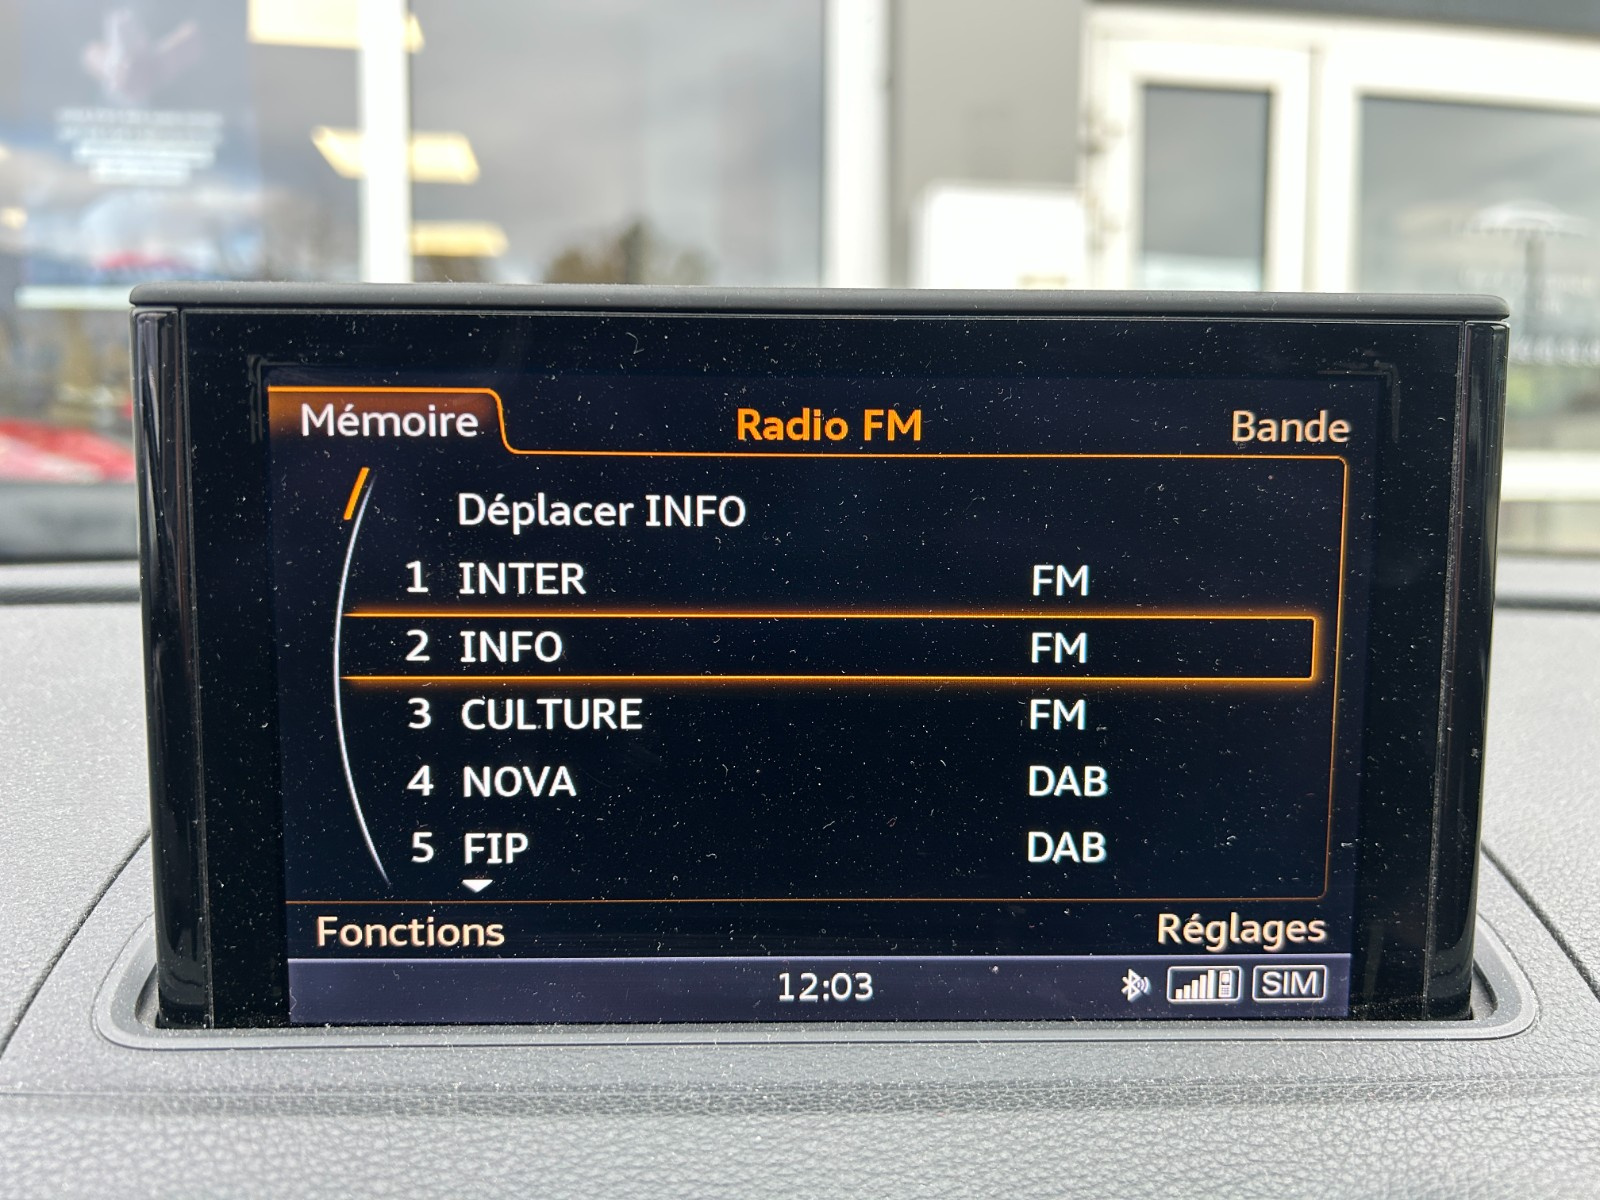 Mémoire Radio FM Bande
Déplacer INFO
1 INTER FM
2 INFO FM
3 CULTURE FM
4 NOVA DAB
5 FIP DAB
Fonctions Réglages
12:03 SIM